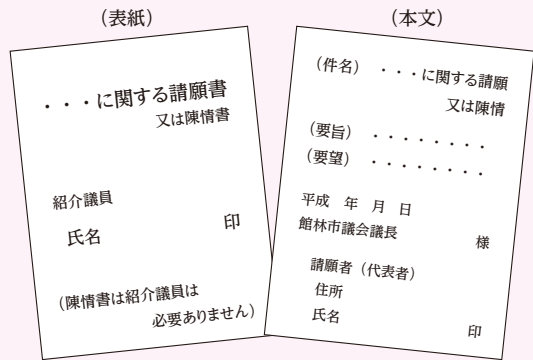 （表紙）
・・・に関する請願書
又は陳情書
紹介議員
氏名　　　　　印
（陳情書は紹介議員は
必要ありません）
（本文）
（件名）　・・・に関する請願
又は陳情
（要旨）　・・・・・・・・
（要望）　・・・・・・・・
平成　年　月　日
館林市議会議長　　　　様
請願者（代表者）
住所
氏名　　　　　　　　印